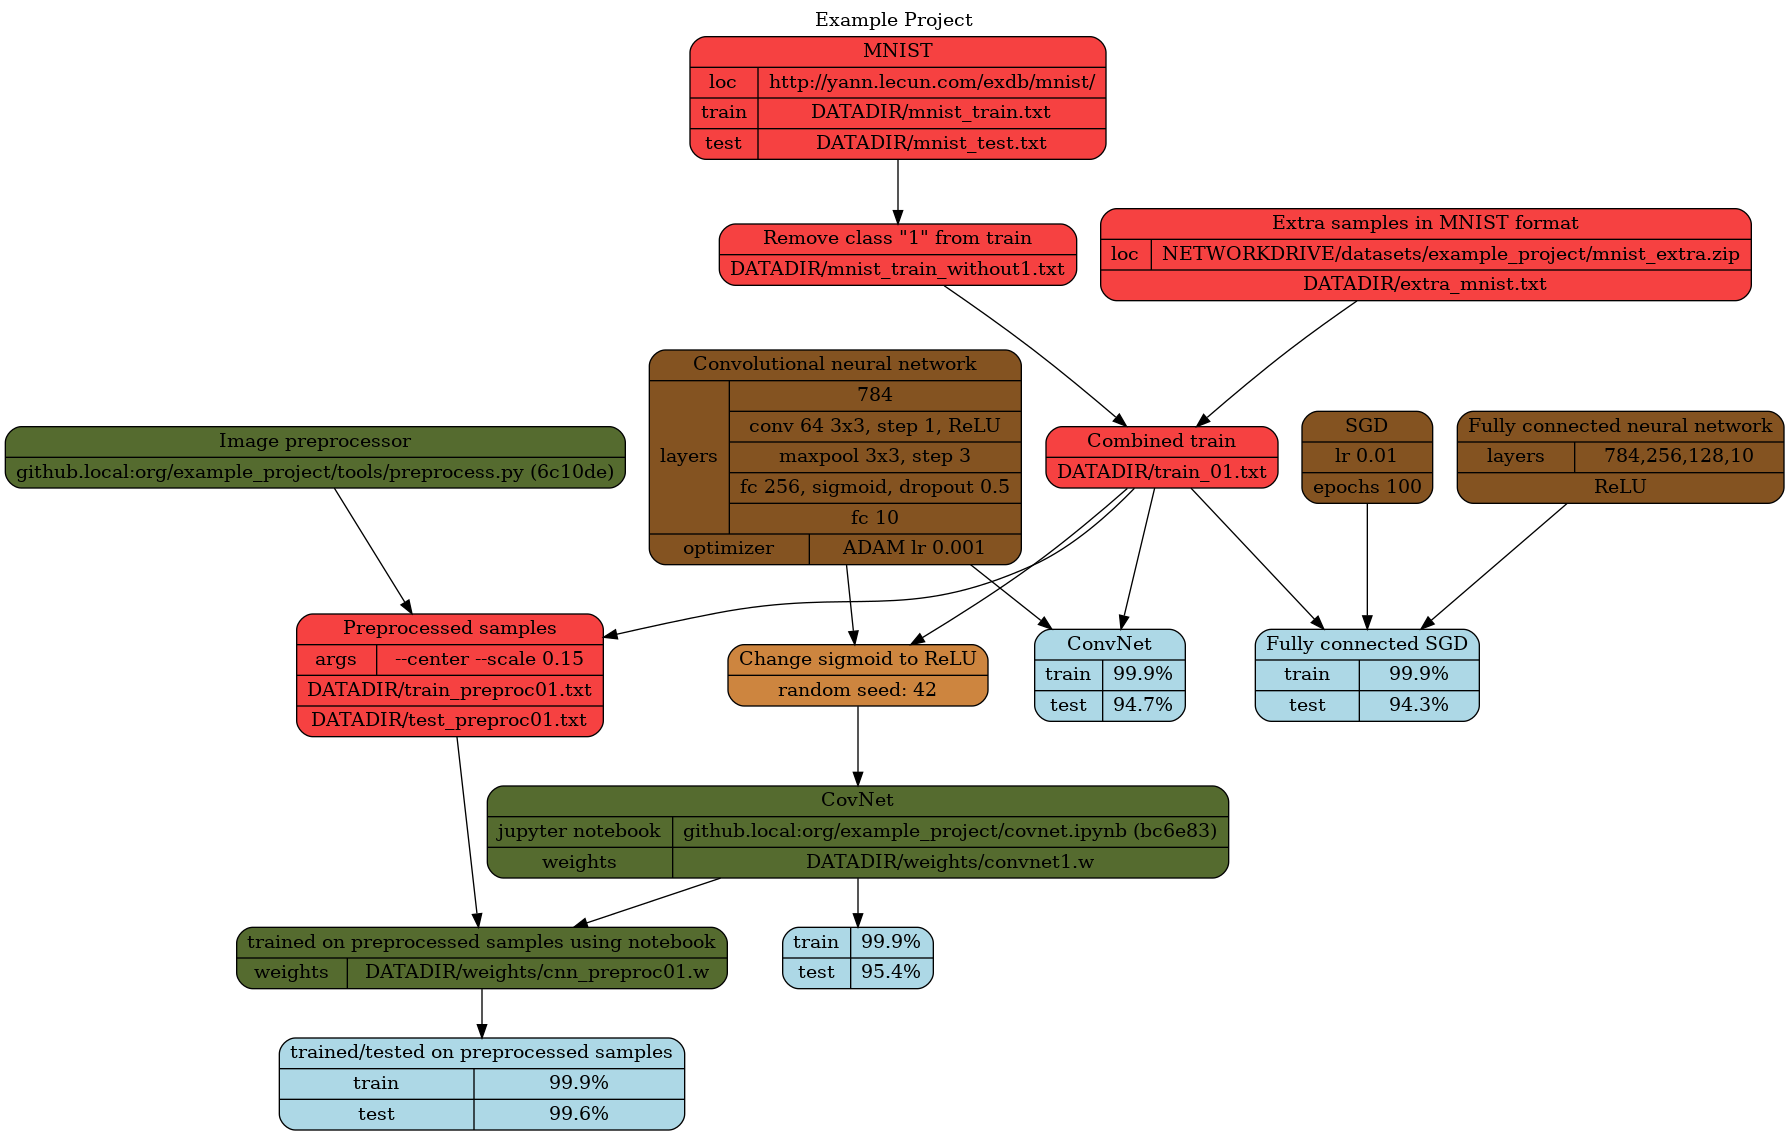 Example Project
MNIST
loc http://yann.lecun.com/exdb/mnist/
train DATADIR/mnist_train.txt
test DATADIR/mnist_test.txt
Remove class \"1\" from train
DATADIR/mnist_train_without1.txt
Extra samples in MNIST format
loc NETWORKDRIVE/datasets/example_project/mnist_extra.zip
DATADIR/extra_mnist.txt
Image preprocessor
github.local:org/example_project/tools/preprocess.py (6c10de)
Convolutional neural network
layers
784
conv 64 3x3, step 1, ReLU
maxpool 3x3, step 3
fc 256, sigmoid, dropout 0.5
fc 10
optimizer ADAM lr 0.001
Combined train
DATADIR/train_01.txt
SGD
lr 0.01
epochs 100
Fully connected neural network
layers 784,256,128,10
ReLU
Preprocessed samples
args --center --scale 0.15
DATADIR/train_preproc01.txt
DATADIR/test_preproc01.txt
Change sigmoid to ReLU
random seed: 42
ConvNet
train 99.9%
test 94.7%
Fully connected SGD
train 99.9%
test 94.3%
CovNet
jupyter notebook github.local:org/example_project/covnet.ipynb (bc6e83)
weights DATADIR/weights/convnet1.w
trained on preprocessed samples using notebook
weights DATADIR/weights/cnn_preproc01.w
train 99.9%
test 95.4%
trained/tested on preprocessed samples
train 99.9%
test 99.6%